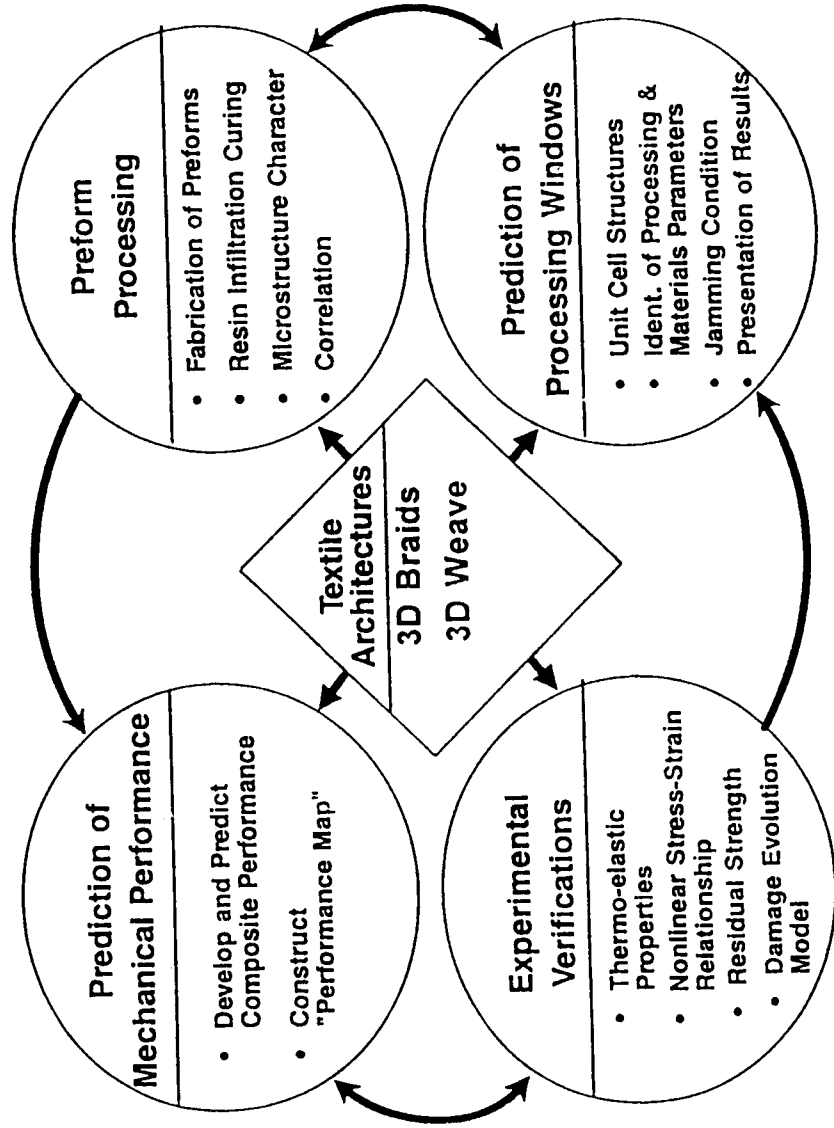 Prediction of
Mechanical Performance
• Develop and Predict
Composite Performance
• Construct
"Performance Map"
Preform
Processing
• Fabrication of Preforms
• Resin Infiltration Curing
• Microstructure Character
• Correlation
Textile
Architectures
3D Braids
3D Weave
Experimental
Verifications
• Thermo-elastic
Properties
• Nonlinear Stress-Strain
Relationship
• Residual Strength
• Damage Evolution
Model
Prediction of
Processing Windows
• Unit Cell Structures
• Ident. of Processing &
Materials Parameters
• Jamming Condition
• Presentation of Results